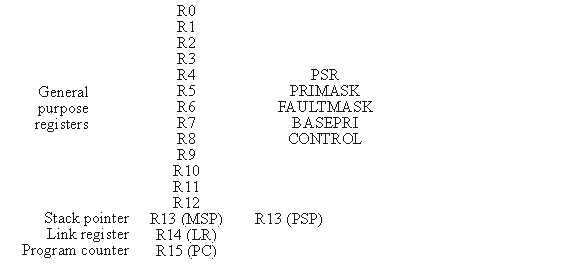 R0
R1
R2
R3
R4 PSR
General R5 PRIMASK
purpose R6 FAULTMASK
registers R7 BASEPRI
R8 CONTROL
R9
R10
R11
R12
Stack pointer R13 (MSP) R13 (PSP)
Link register R14 (LR)
Program counter R15 (PC)